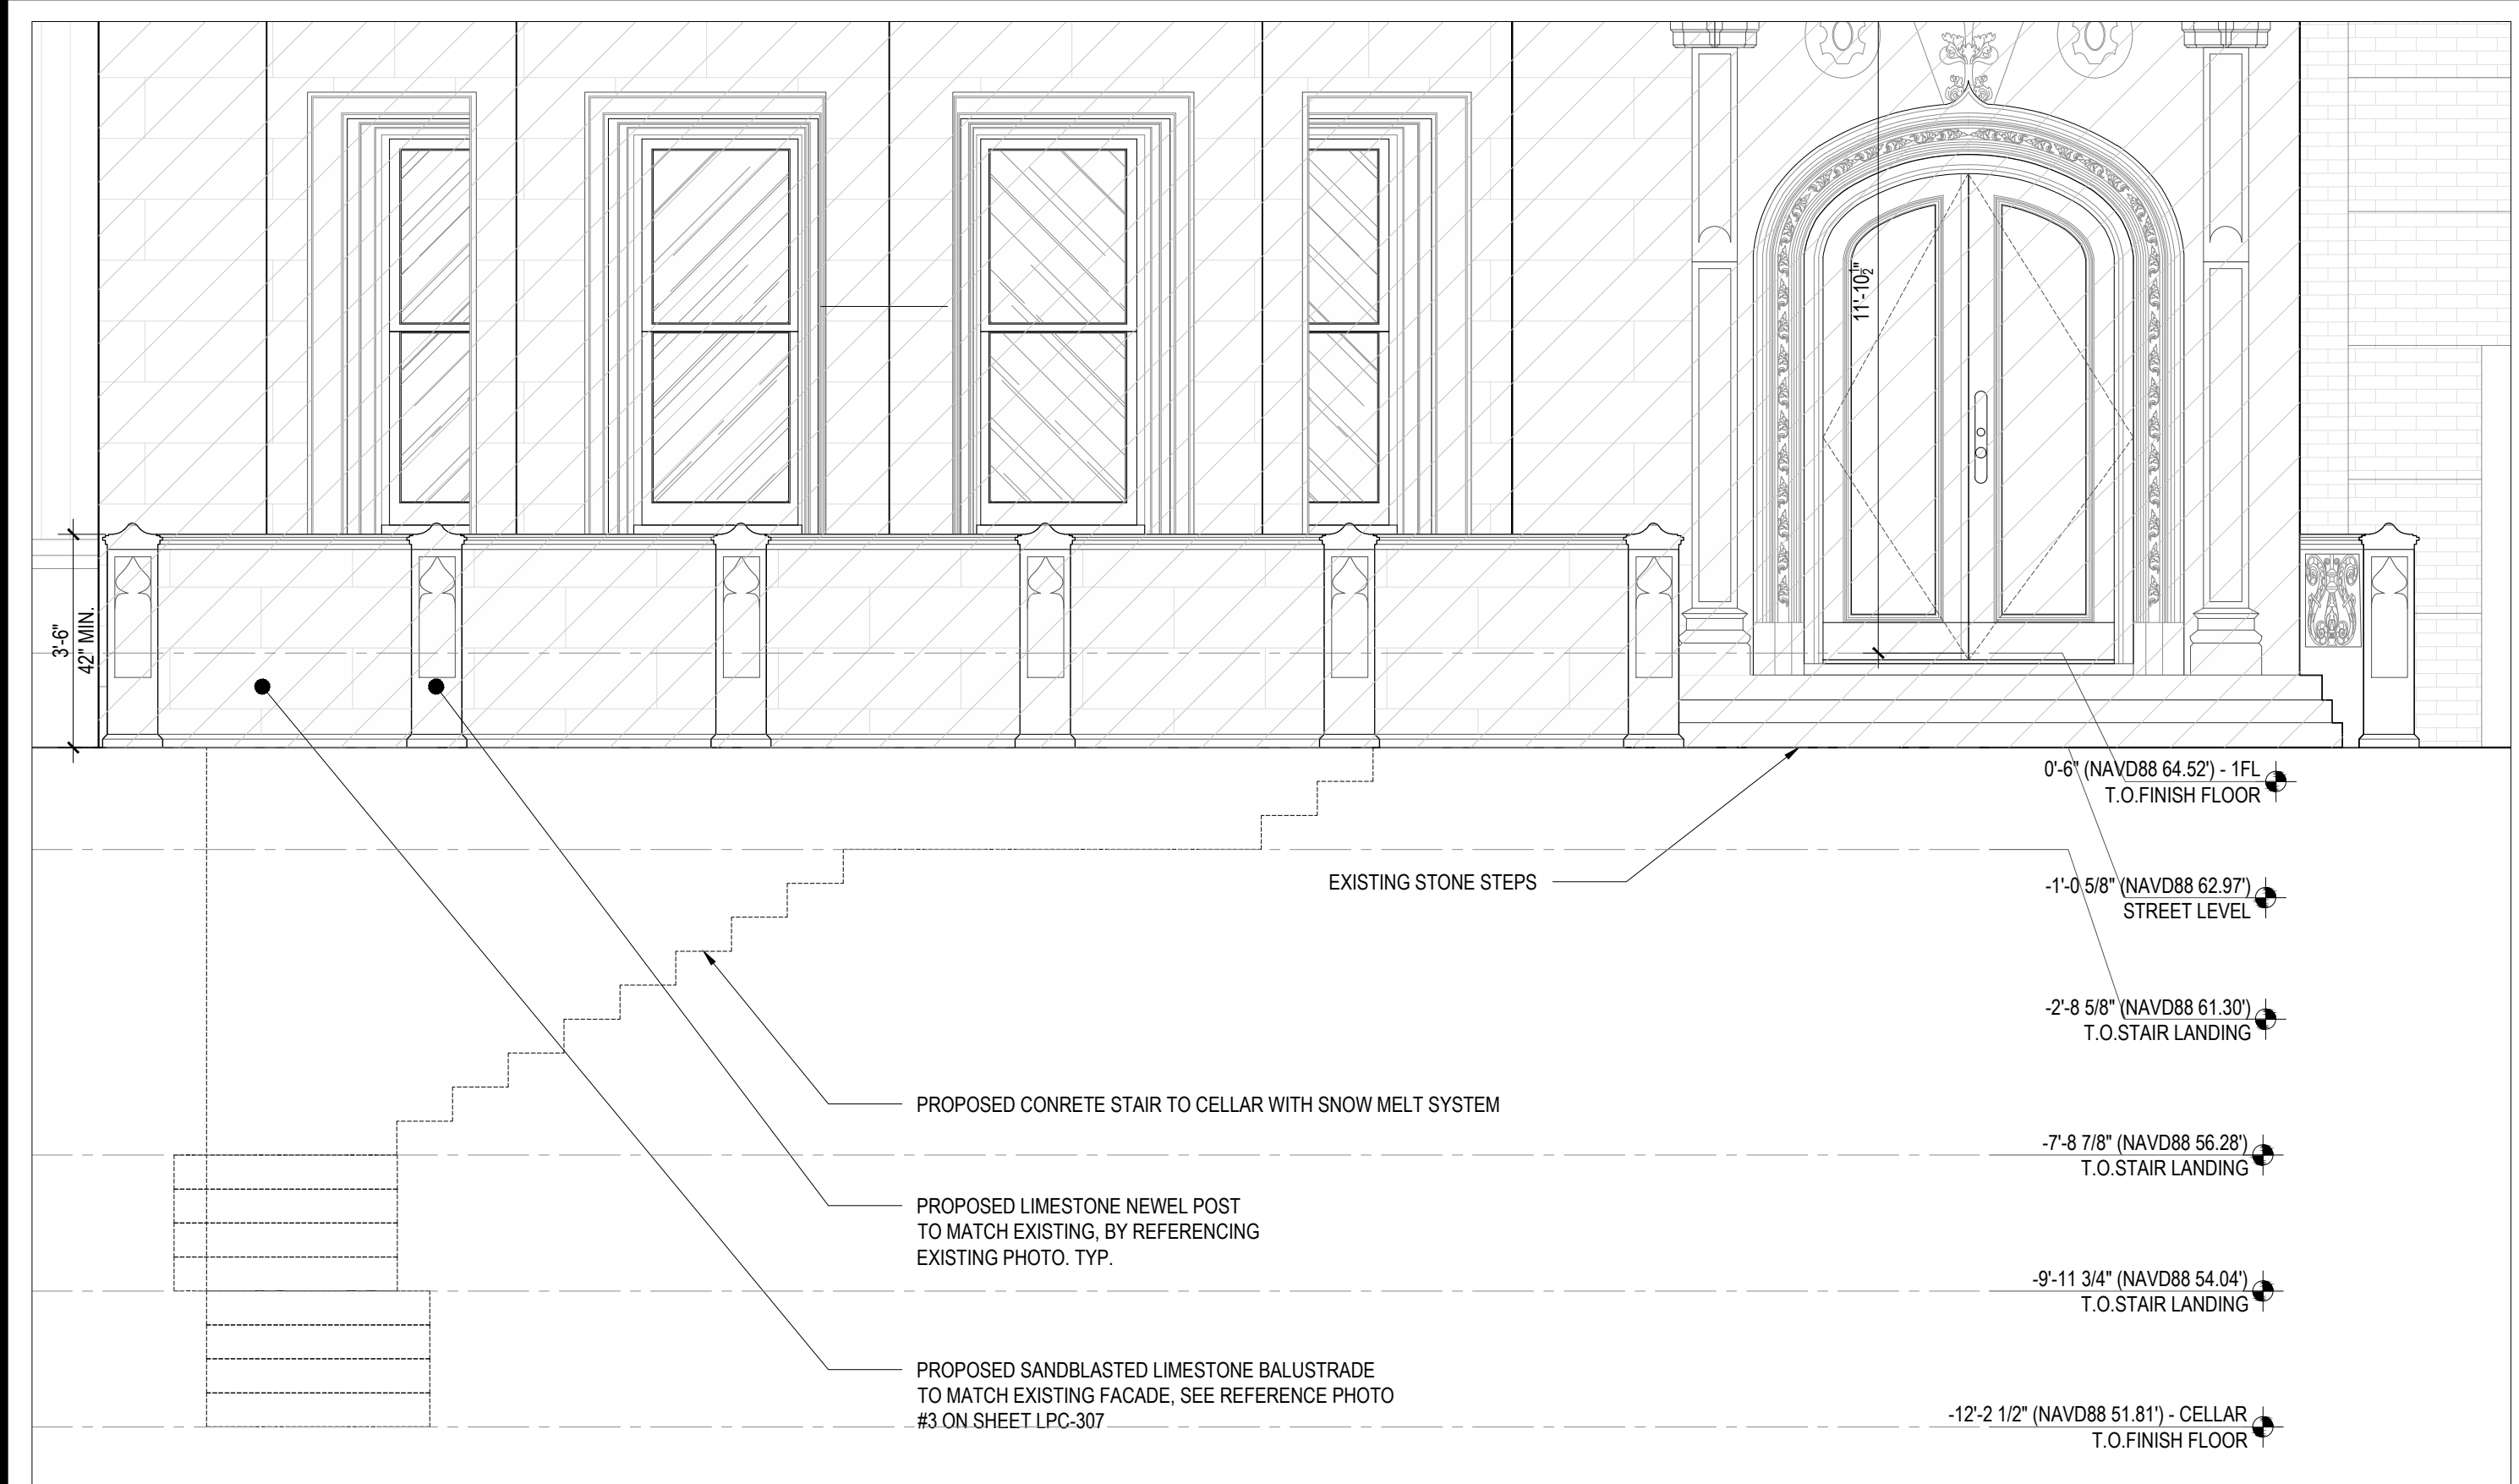 11'-10½"
3'-6"
42" MIN.
0'-6" (NAVD88 64.52') - 1FL
T.O.FINISH FLOOR
EXISTING STONE STEPS
-1'-0 5/8" (NAVD88 62.97')
STREET LEVEL
-2'-8 5/8" (NAVD88 61.30')
T.O.STAIR LANDING
PROPOSED CONRETE STAIR TO CELLAR WITH SNOW MELT SYSTEM
-7'-8 7/8" (NAVD88 56.28')
T.O.STAIR LANDING
PROPOSED LIMESTONE NEWEL POST
TO MATCH EXISTING, BY REFERENCING
EXISTING PHOTO. TYP.
-9'-11 3/4" (NAVD88 54.04')
T.O.STAIR LANDING
PROPOSED SANDBLASTED LIMESTONE BALUSTRADE
TO MATCH EXISTING FACADE, SEE REFERENCE PHOTO
#3 ON SHEET LPC-307
-12'-2 1/2" (NAVD88 51.81') - CELLAR
T.O.FINISH FLOOR